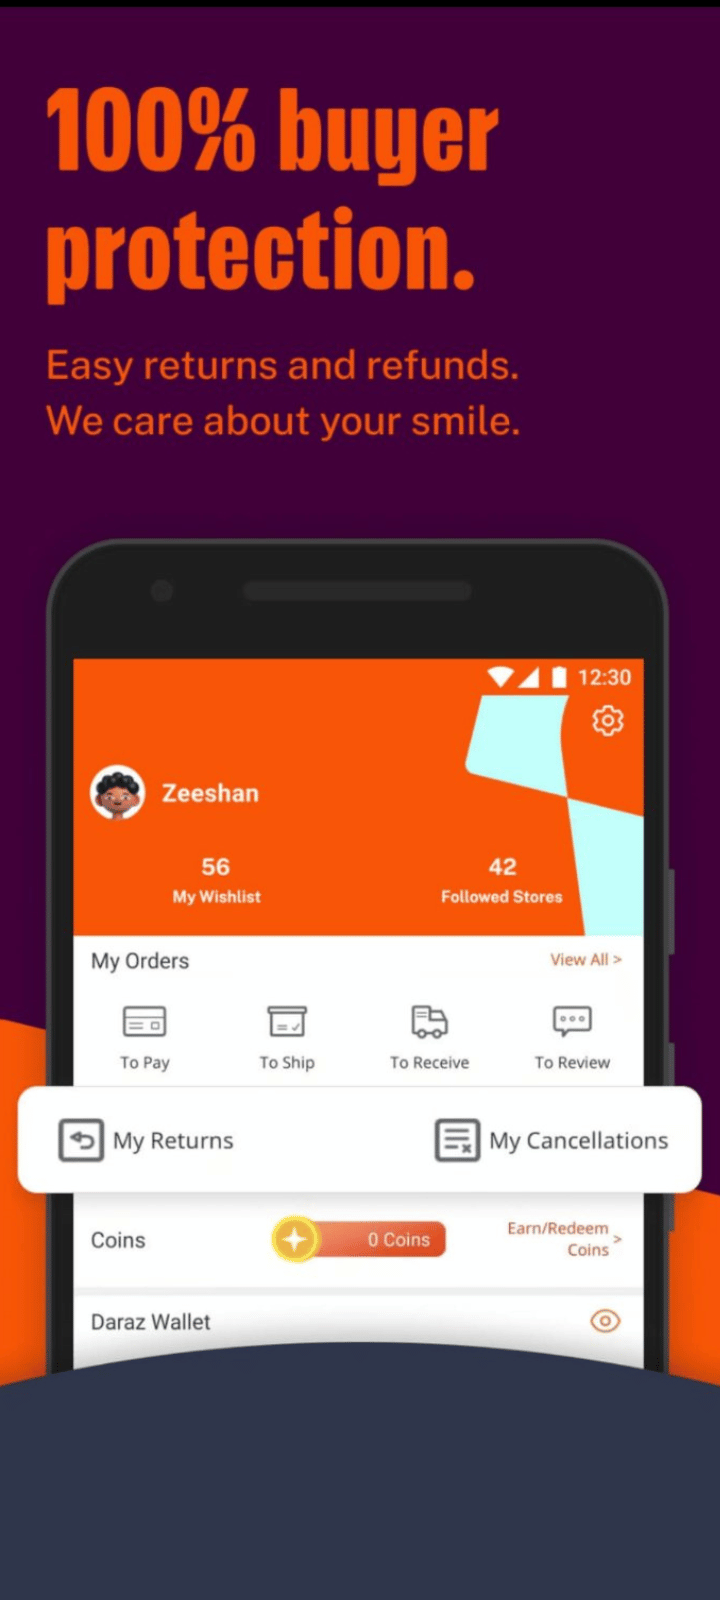 100% buyer
protection.
Easy returns and refunds.
We care about your smile.
12:30
Zeeshan
56
My Wishlist
42
Followed Stores
My Orders
View All >
To Pay
To Ship
To Receive
To Review
My Returns
My Cancellations
Coins
0 Coins
Earn/Redeem
Coins >
Daraz Wallet